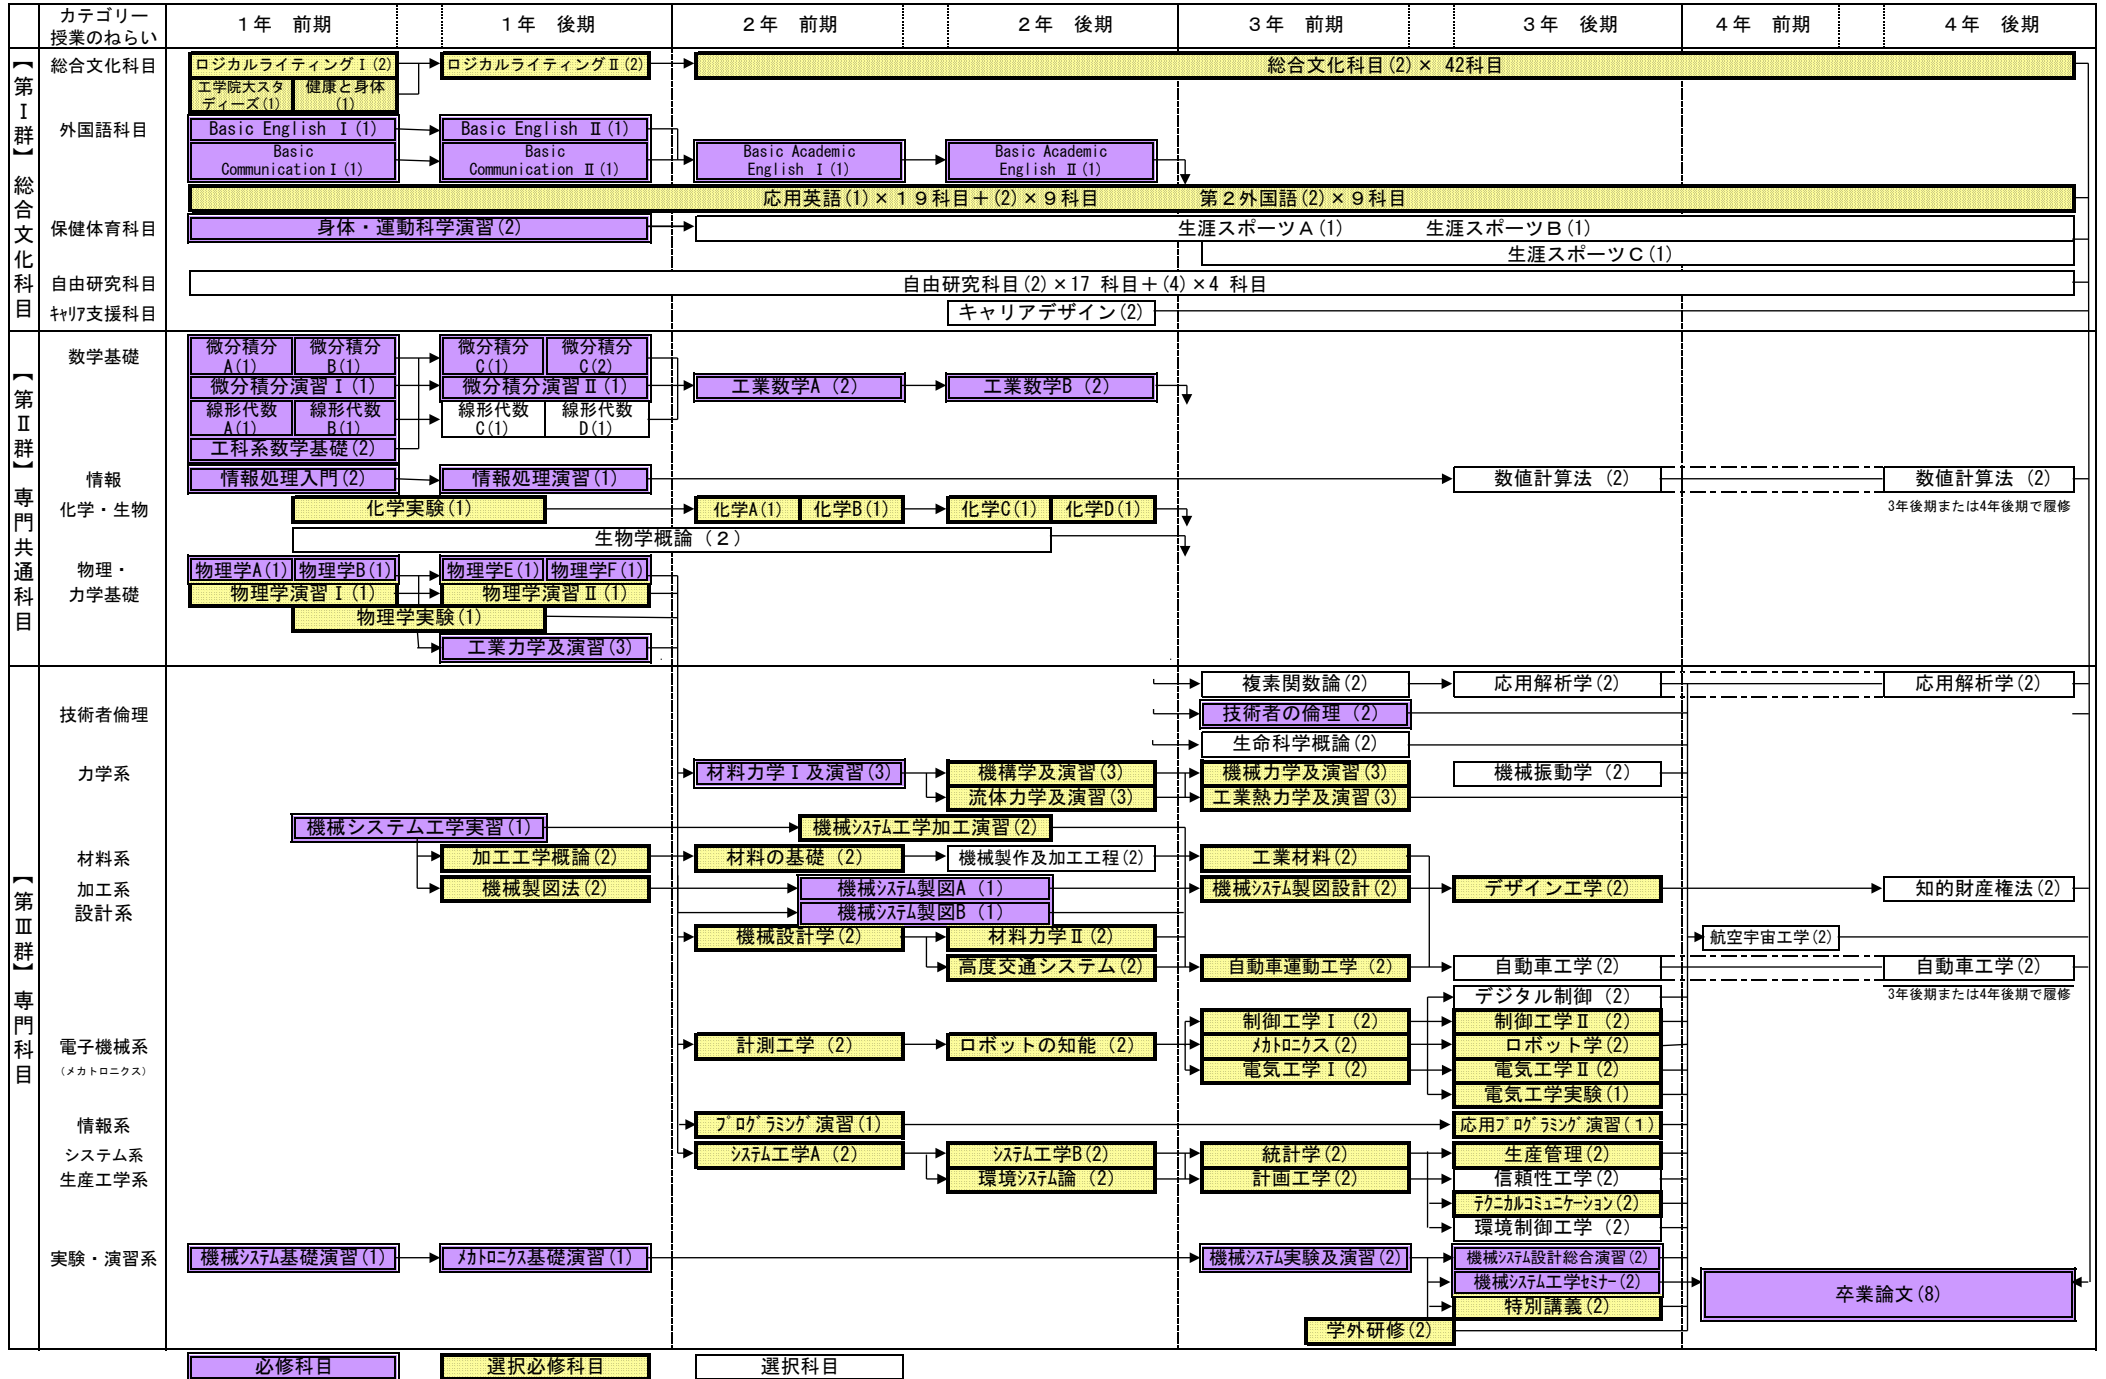 カテゴリー
授業のねらい
1年 前期
1年 後期
2年 前期
2年 後期
3年 前期
3年 後期
4年 前期
4年 後期
【第Ⅰ群】 総合文化科目
総合文化科目
ロジカルライティングⅠ(2)
ロジカルライティングⅡ(2)
総合文化科目(2)× 42科目
工学院大スタ
ディーズ(1)
健康と身体
(1)
外国語科目
Basic English Ⅰ(1)
Basic English Ⅱ(1)
Basic
Communication Ⅰ(1)
Basic
Communication Ⅱ(1)
Basic Academic
English Ⅰ(1)
Basic Academic
English Ⅱ(1)
応用英語(1)×19科目＋(2)×9科目 第2外国語(2)×9科目
保健体育科目
身体・運動科学演習(2)
生涯スポーツA(1) 生涯スポーツB(1)
生涯スポーツC(1)
自由研究科目
自由研究科目(2)×17 科目＋(4)×4 科目
ｷｬﾘｱ支援科目
キャリアデザイン(2)
【第Ⅱ群】 専門共通科目
数学基礎
微分積分
A(1)
微分積分
B(1)
微分積分
C(1)
微分積分
C(2)
微分積分演習Ⅰ(1)
微分積分演習Ⅱ(1)
工業数学A (2)
工業数学B (2)
線形代数
A(1)
線形代数
B(1)
線形代数
C(1)
線形代数
D(1)
工科系数学基礎(2)
情報
情報処理入門(2)
情報処理演習(1)
数値計算法 (2)
数値計算法 (2)
3年後期または4年後期で履修
化学・生物
化学実験(1)
化学A(1)
化学B(1)
化学C(1)
化学D(1)
生物学概論 (2)
物理・
力学基礎
物理学A(1)
物理学B(1)
物理学E(1)
物理学F(1)
物理学演習Ⅰ(1)
物理学演習Ⅱ(1)
物理学実験(1)
工業力学及演習(3)
【第Ⅲ群】 専門科目
複素関数論(2)
応用解析学(2)
応用解析学(2)
技術者倫理
技術者の倫理 (2)
生命科学概論(2)
力学系
材料力学Ⅰ及演習(3)
機構学及演習(3)
機械力学及演習(3)
機械振動学 (2)
流体力学及演習(3)
工業熱力学及演習(3)
機械システム工学実習(1)
機械ｼｽﾃﾑ工学加工演習(2)
材料系
加工工学概論(2)
材料の基礎 (2)
機械製作及加工工程(2)
工業材料(2)
加工系
設計系
機械製図法(2)
機械ｼｽﾃﾑ製図A (1)
機械ｼｽﾃﾑ製図設計(2)
デザイン工学(2)
知的財産権法(2)
機械ｼｽﾃﾑ製図B (1)
機械設計学(2)
材料力学Ⅱ(2)
航空宇宙工学(2)
高度交通システム(2)
自動車運動工学 (2)
自動車工学(2)
自動車工学(2)
3年後期または4年後期で履修
デジタル制御 (2)
制御工学Ⅰ (2)
制御工学Ⅱ (2)
電子機械系
(メカトロニクス)
計測工学 (2)
ロボットの知能 (2)
ﾒｶﾄﾛﾆｸｽ(2)
ロボット学(2)
電気工学Ⅰ(2)
電気工学Ⅱ(2)
電気工学実験(1)
情報系
ﾌﾟﾛｸﾞﾗﾐﾝｸﾞ演習(1)
応用ﾌﾟﾛｸﾞﾗﾐﾝｸﾞ演習(1)
システム系
生産工学系
ｼｽﾃﾑ工学A (2)
ｼｽﾃﾑ工学B(2)
統計学(2)
生産管理(2)
環境ｼｽﾃﾑ論 (2)
計画工学(2)
信頼性工学(2)
ﾃｸﾆｶﾙｺﾐｭﾆｹｰｼｮﾝ(2)
環境制御工学 (2)
実験・演習系
機械ｼｽﾃﾑ基礎演習(1)
ﾒｶﾄﾛﾆｸｽ基礎演習(1)
機械ｼｽﾃﾑ実験及演習(2)
機械ｼｽﾃﾑ設計総合演習(2)
機械ｼｽﾃﾑ工学ｾﾐﾅｰ(2)
卒業論文(8)
特別講義(2)
学外研修(2)
必修科目
選択必修科目
選択科目